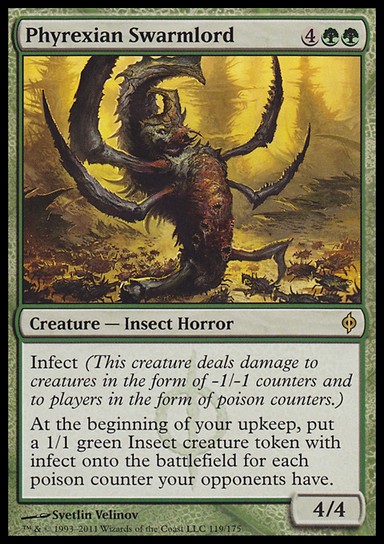 Phyrexian Swarmlord 4
Creature — Insect Horror
Infect (This creature deals damage to
creatures in the form of -1/-1 counters and
to players in the form of poison counters.)
At the beginning of your upkeep, put
a 1/1 green Insect creature token with
infect onto the battlefield for each
poison counter your opponents have.
4/4
Svetlin Velinov
™ & © 1993–2011 Wizards of the Coast LLC 119/175